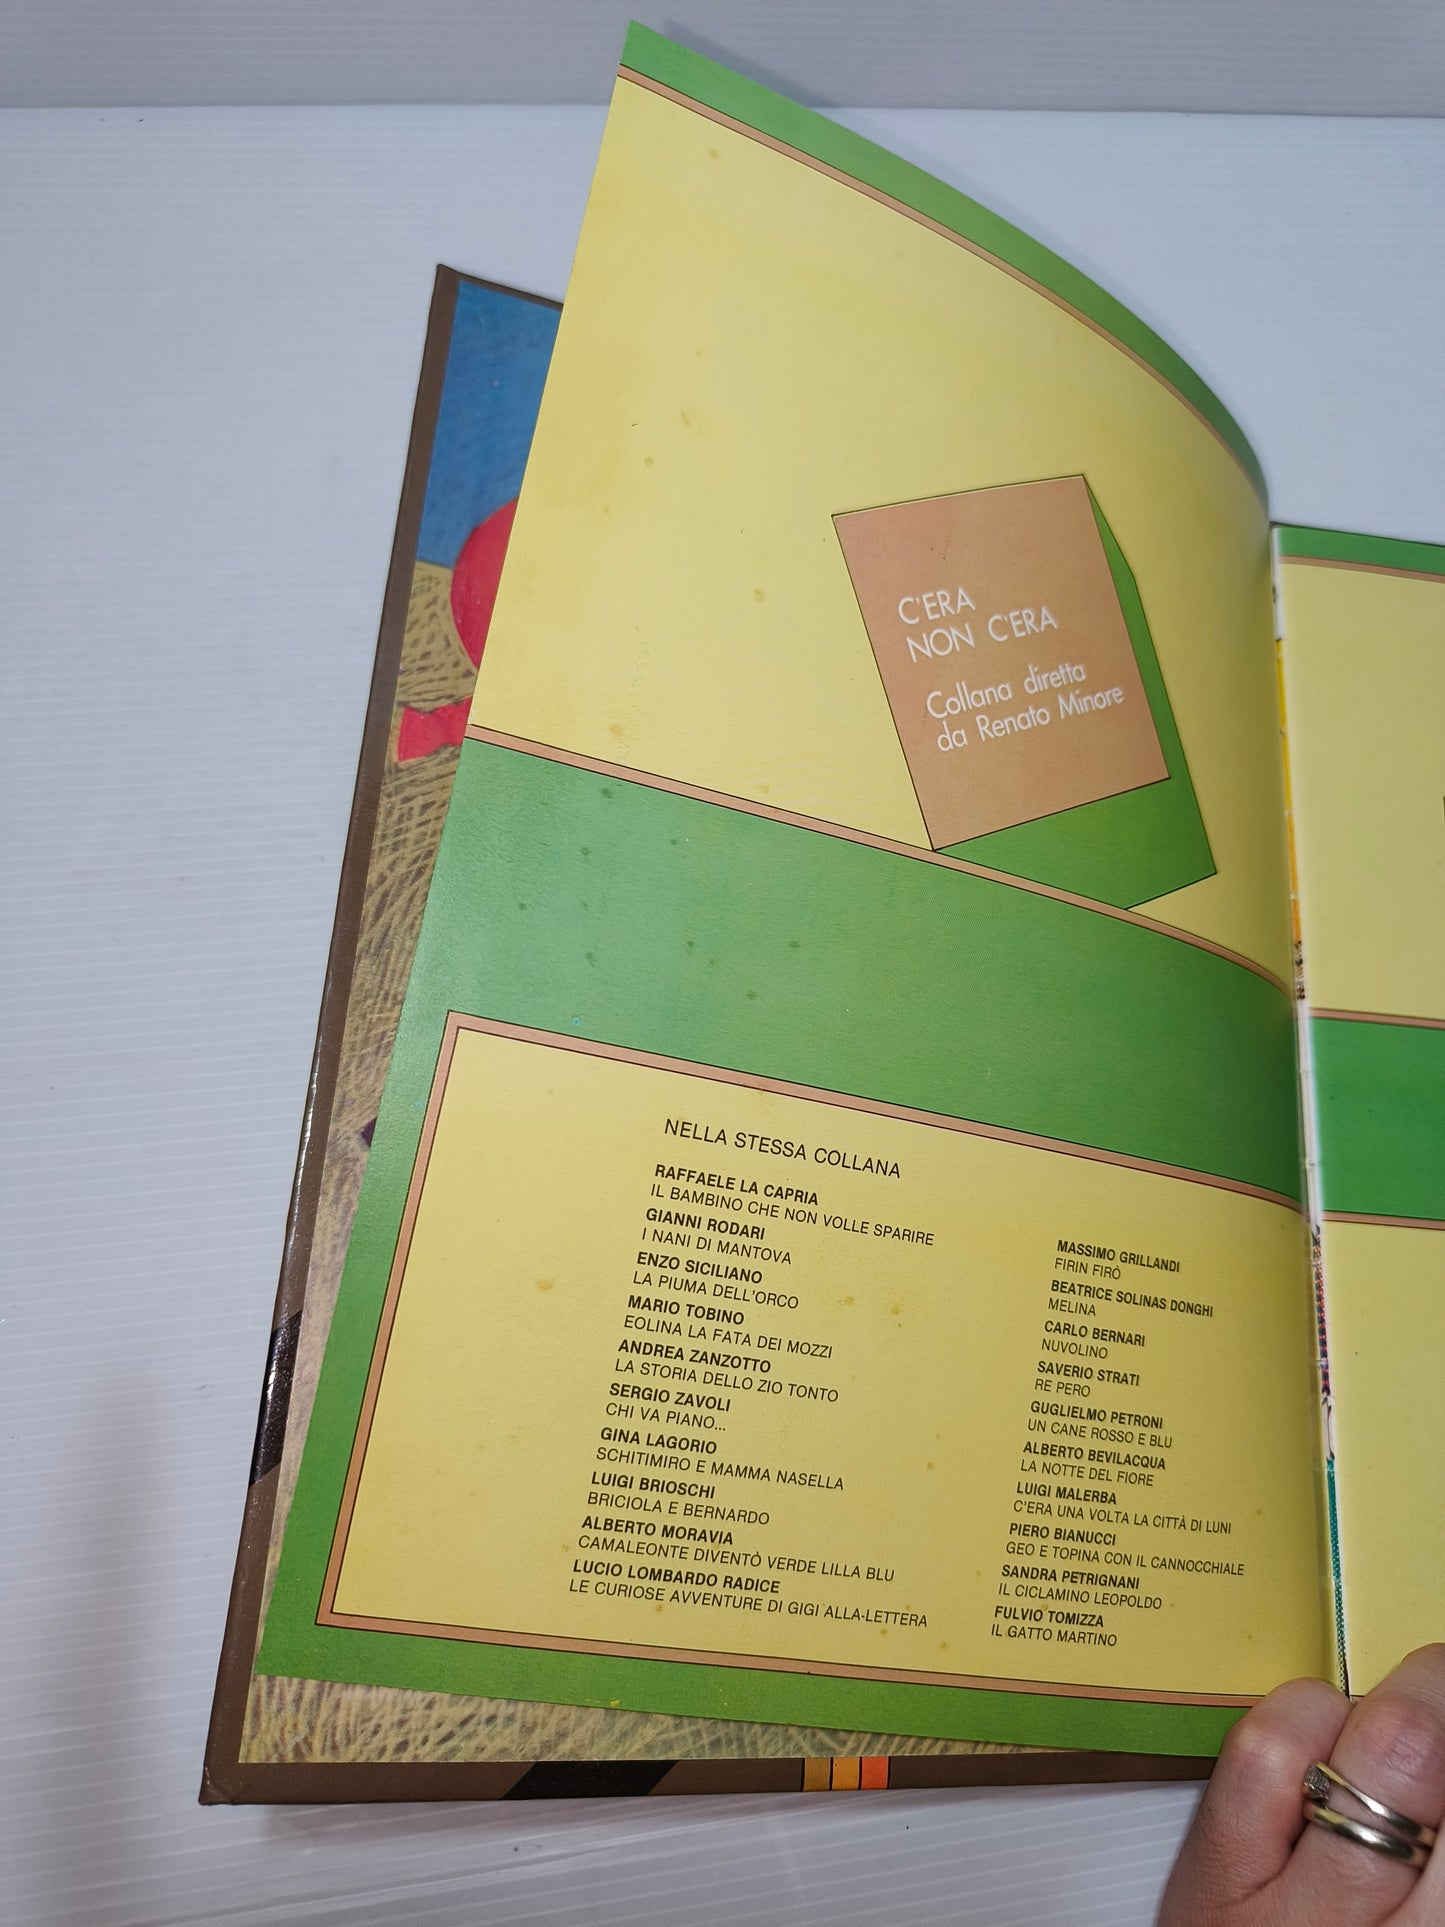 C'ERA
NON C'ERA
Collana diretta
da Renato Minore
NELLA STESSA COLLANA
RAFFAELE LA CAPRIA
IL BAMBINO CHE NON VOLLE SPARIRE
GIANNI RODARI
I NANI DI MANTOVA
ENZO SICILIANO
LA PIUMA DELL'ORCO
MARIO TOBINO
EOLINA LA FATA DEI MOZZI
ANDREA ZANZOTTO
LA STORIA DELLO ZIO TONTO
SERGIO ZAVOLI
CHI VA PIANO...
GINA LAGORIO
SCHITIMIRO E MAMMA NASELLA
LUIGI BRIOSCHI
BRICIOLA E BERNARDO
ALBERTO MORAVIA
CAMALEONTE DIVENTÒ VERDE LILLA BLU
LUCIO LOMBARDO RADICE
LE CURIOSE AVVENTURE DI GIGI ALLA-LETTERA
MASSIMO GRILLANDI
FIRIN FIRÒ
BEATRICE SOLINAS DONGHI
MELINA
CARLO BERNARI
NUVOLINO
SAVERIO STRATI
RE PERO
GUGLIELMO PETRONI
UN CANE ROSSO E BLU
ALBERTO BEVILACQUA
LA NOTTE DEL FIORE
LUIGI MALERBA
C'ERA UNA VOLTA LA CITTÀ DI LUNI
PIERO BIANUCCI
GEO E TOPINA CON IL CANNOCCHIALE
SANDRA PETRIGNANI
IL CICLAMINO LEOPOLDO
FULVIO TOMIZZA
IL GATTO MARTINO